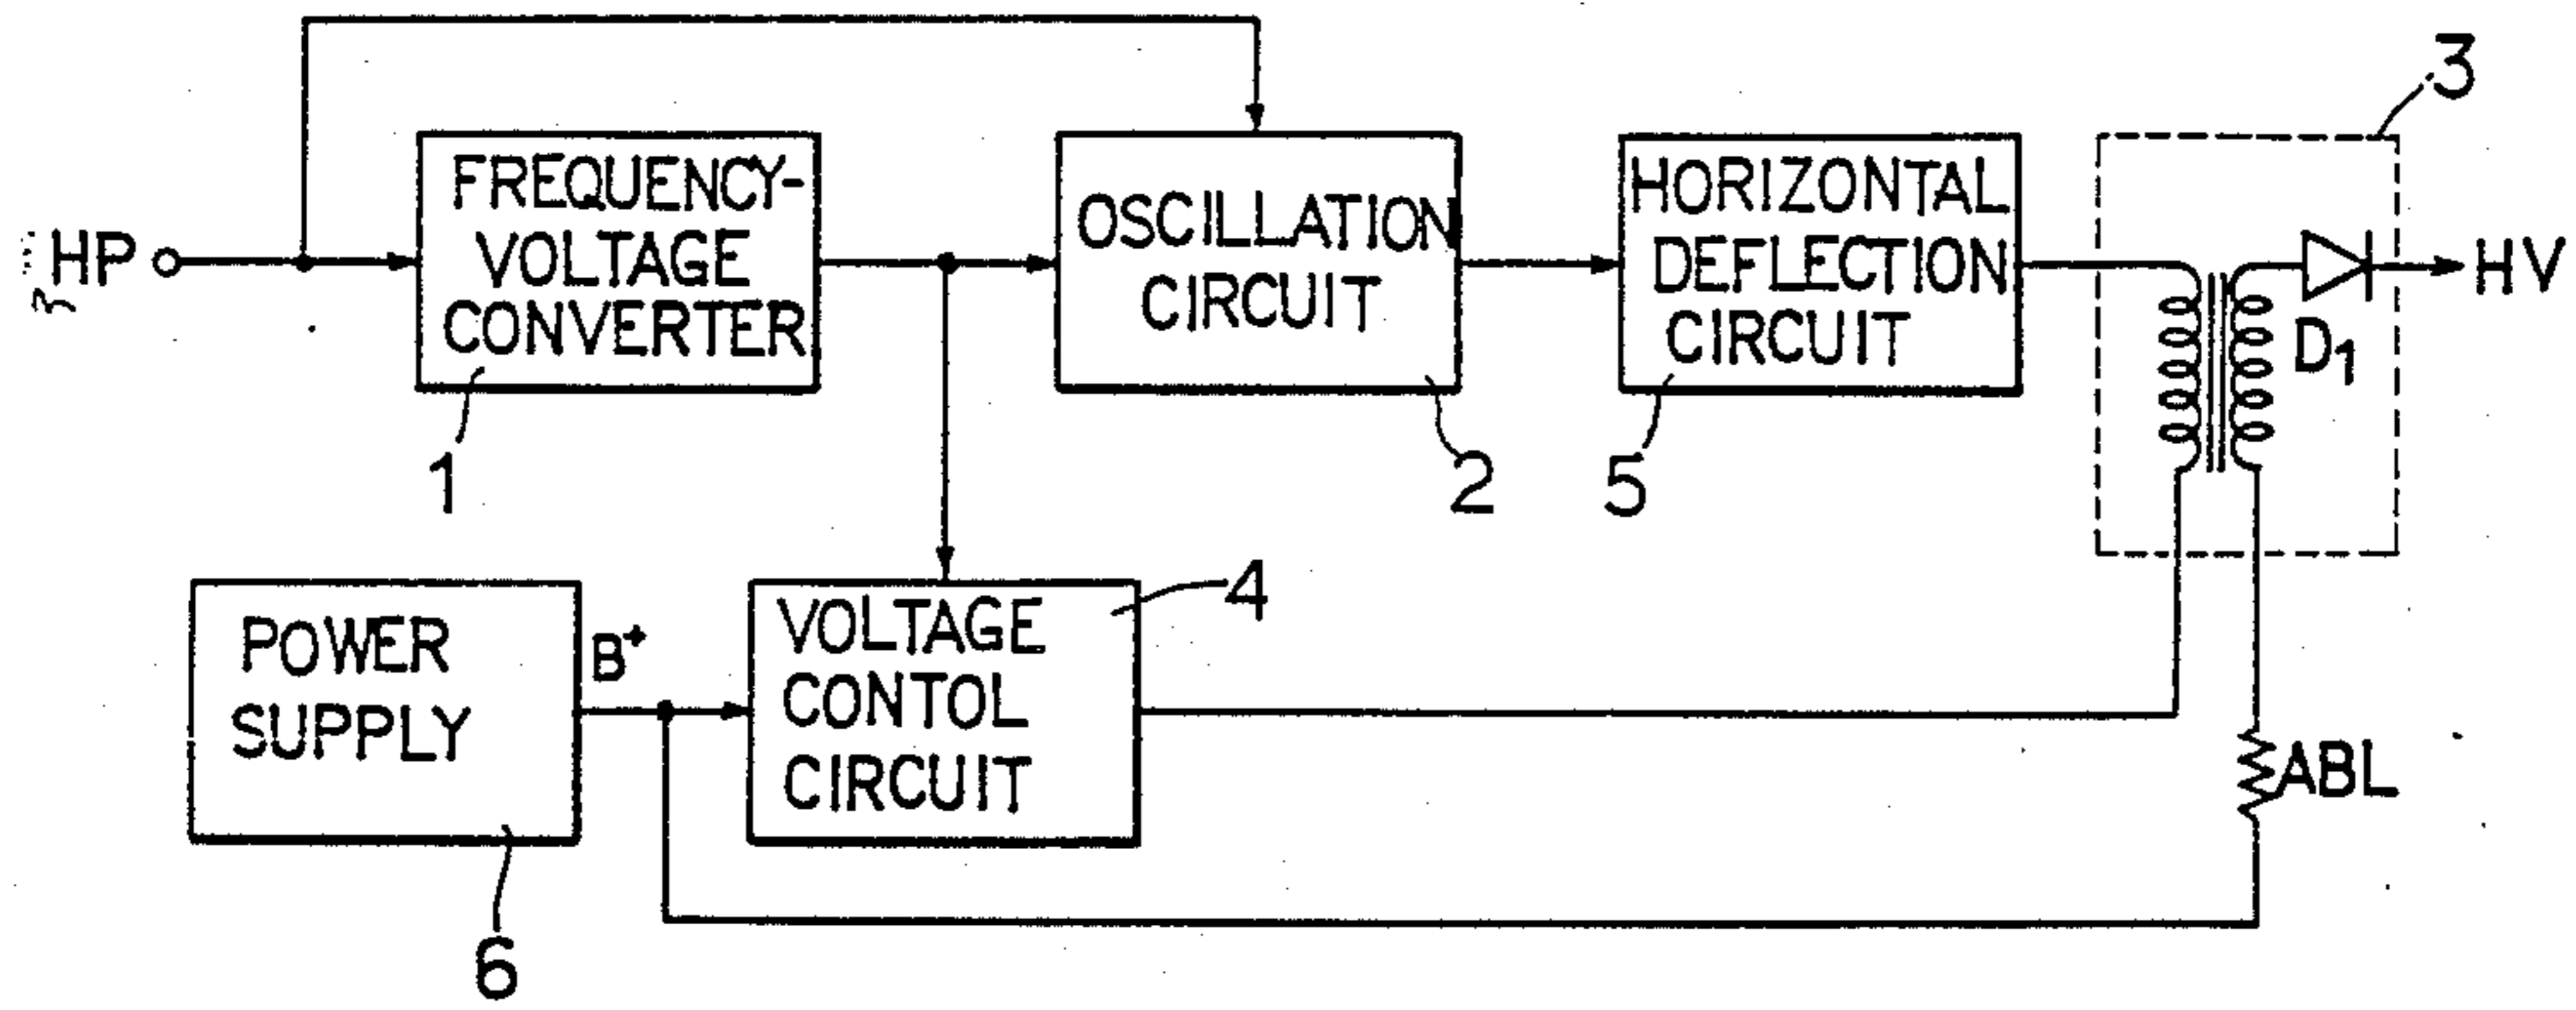 3
HP
FREQUENCY-
VOLTAGE
CONVERTER
1
OSCILLATION
CIRCUIT
2
HORIZONTAL
DEFLECTION
CIRCUIT
5
HV
D1
POWER
SUPPLY
6
B+
VOLTAGE
CONTOL
CIRCUIT
4
ABL